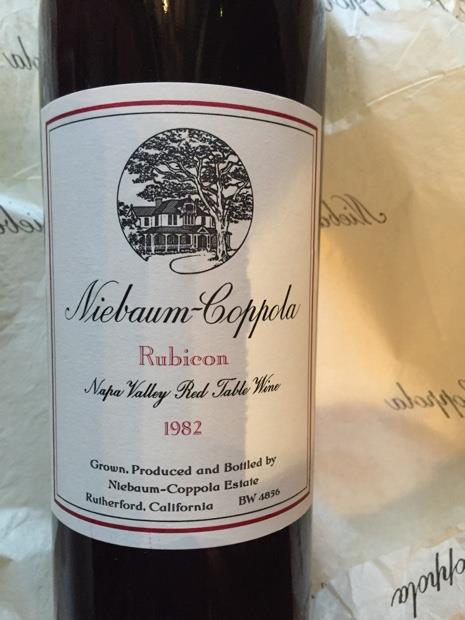 Niebaum-Coppola
Rubicon
Napa Valley Red Table Wine
1982
Grown, Produced and Bottled by
Niebaum-Coppola Estate
Rutherford, California BW 4836